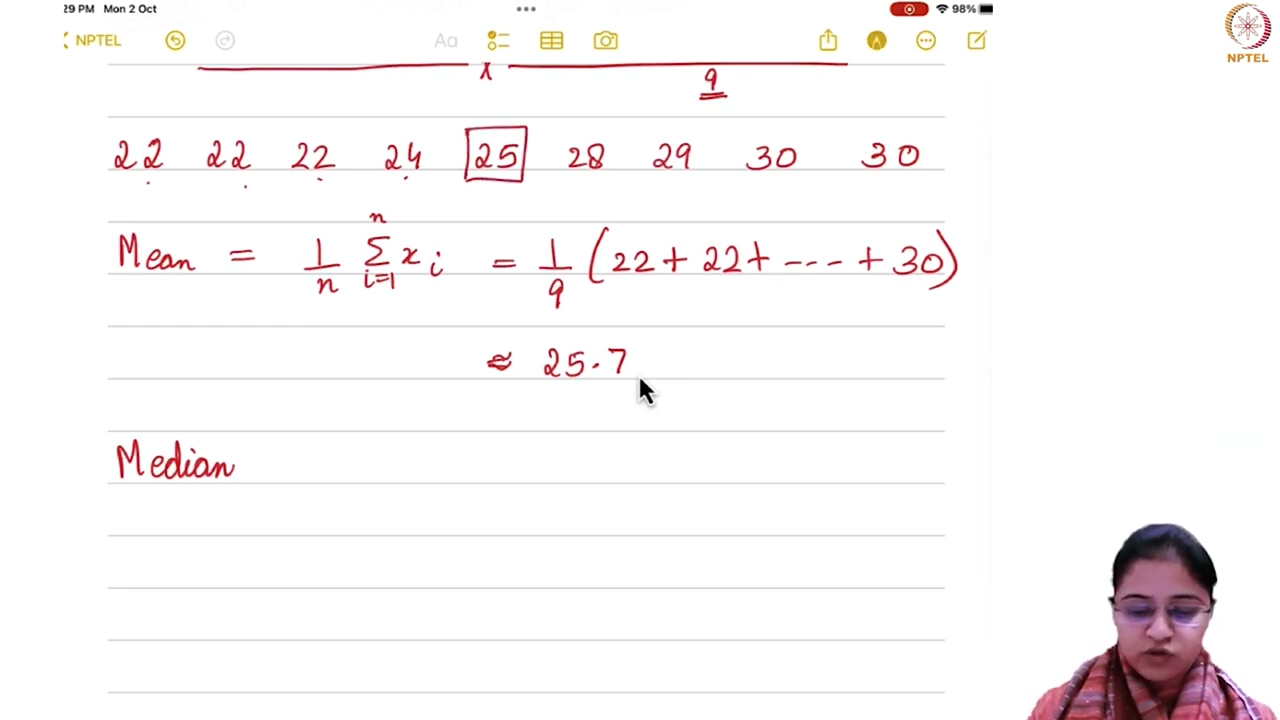 29 PM Mon 2 Oct
98%
NPTEL
Aa
NPTEL
x
9
22 22 22 24 25 28 29 30 30
Mean = 1/n Σ_{i=1}^{n} x_i = 1/9 (22 + 22 + --- + 30)
≈ 25.7
Median